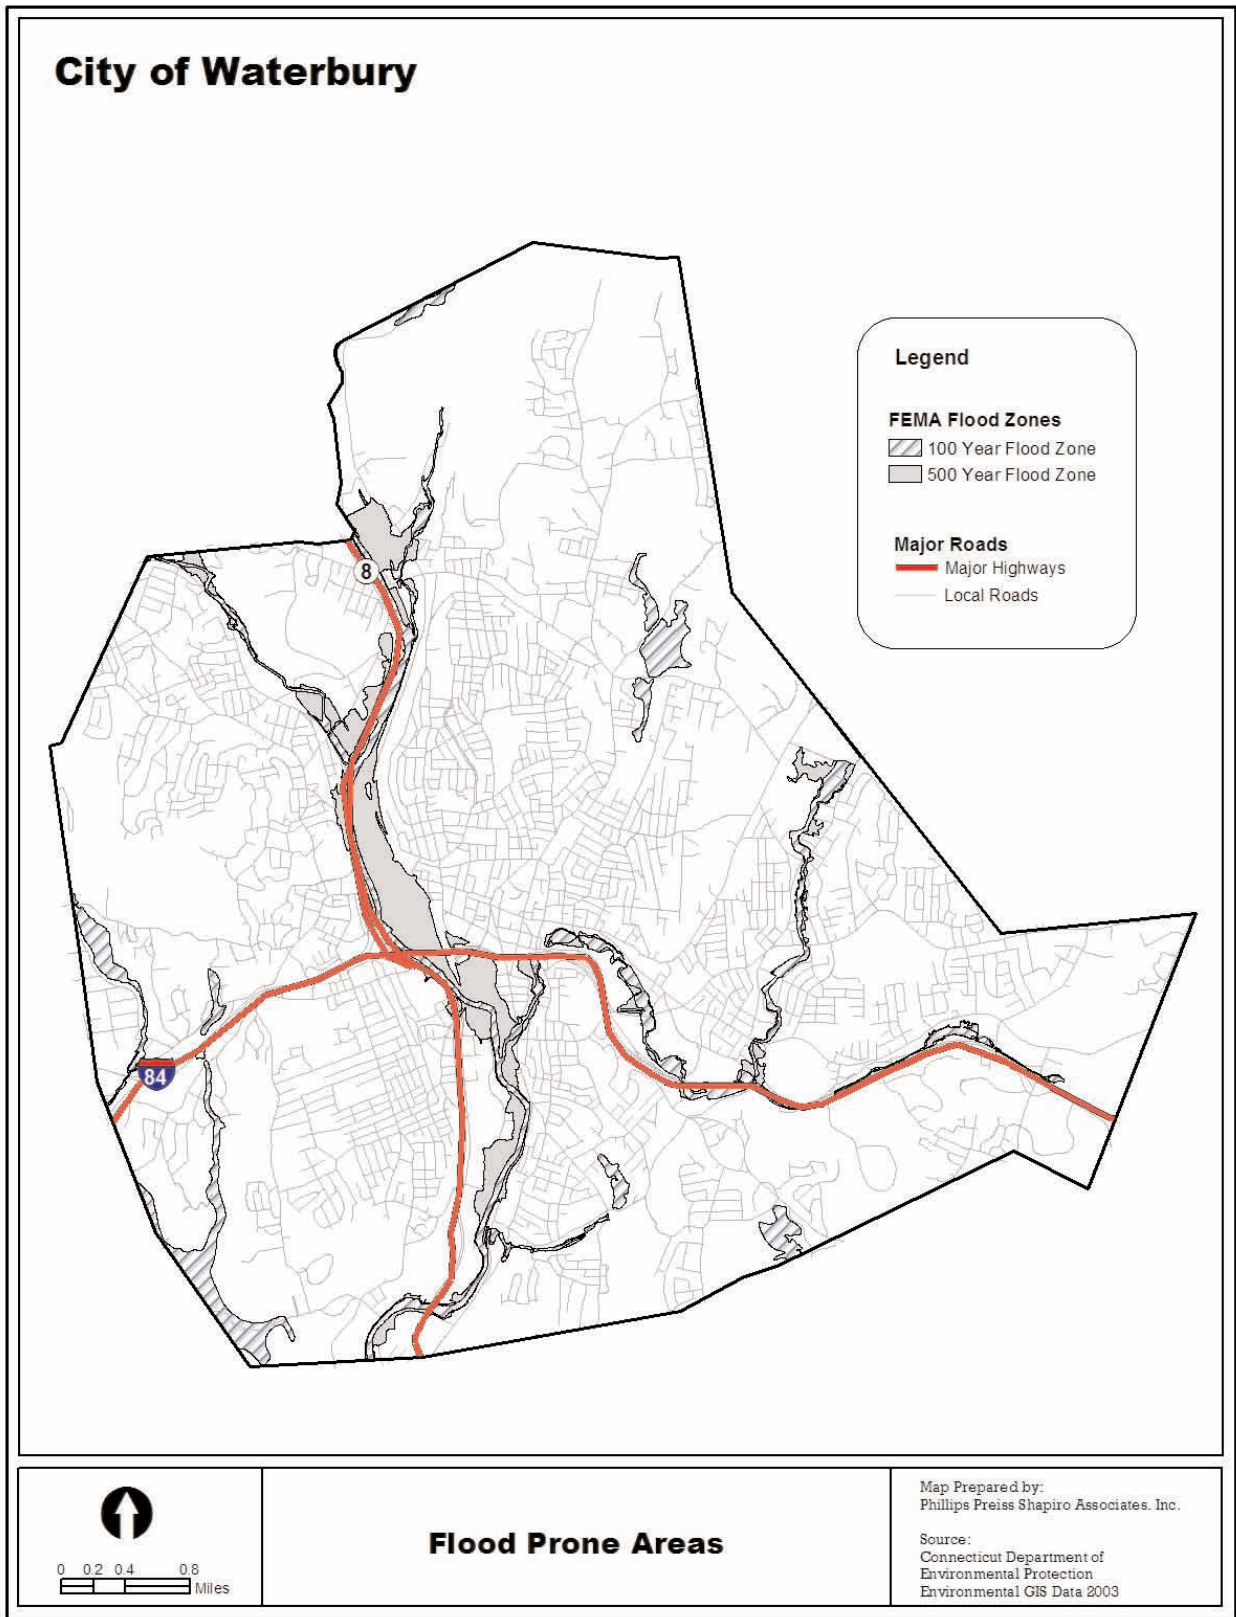 City of Waterbury
Legend
FEMA Flood Zones
100 Year Flood Zone
500 Year Flood Zone
Major Roads
Major Highways
Local Roads
8
84
0 0.2 0.4 0.8
Miles
Flood Prone Areas
Map Prepared by:
Phillips Preiss Shapiro Associates. Inc.
Source:
Connecticut Department of
Environmental Protection
Environmental GIS Data 2003